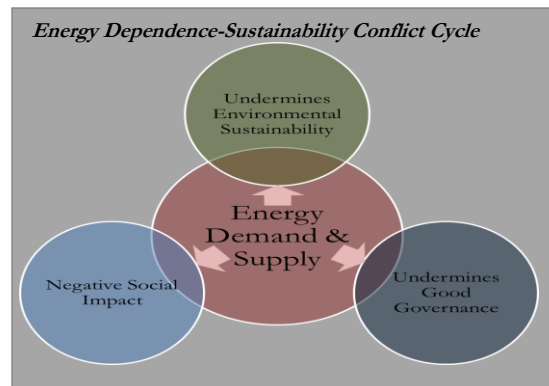 Energy Dependence-Sustainability Conflict Cycle
Undermines
Environmental
Sustainability
Energy
Demand &
Supply
Negative Social
Impact
Undermines
Good
Governance